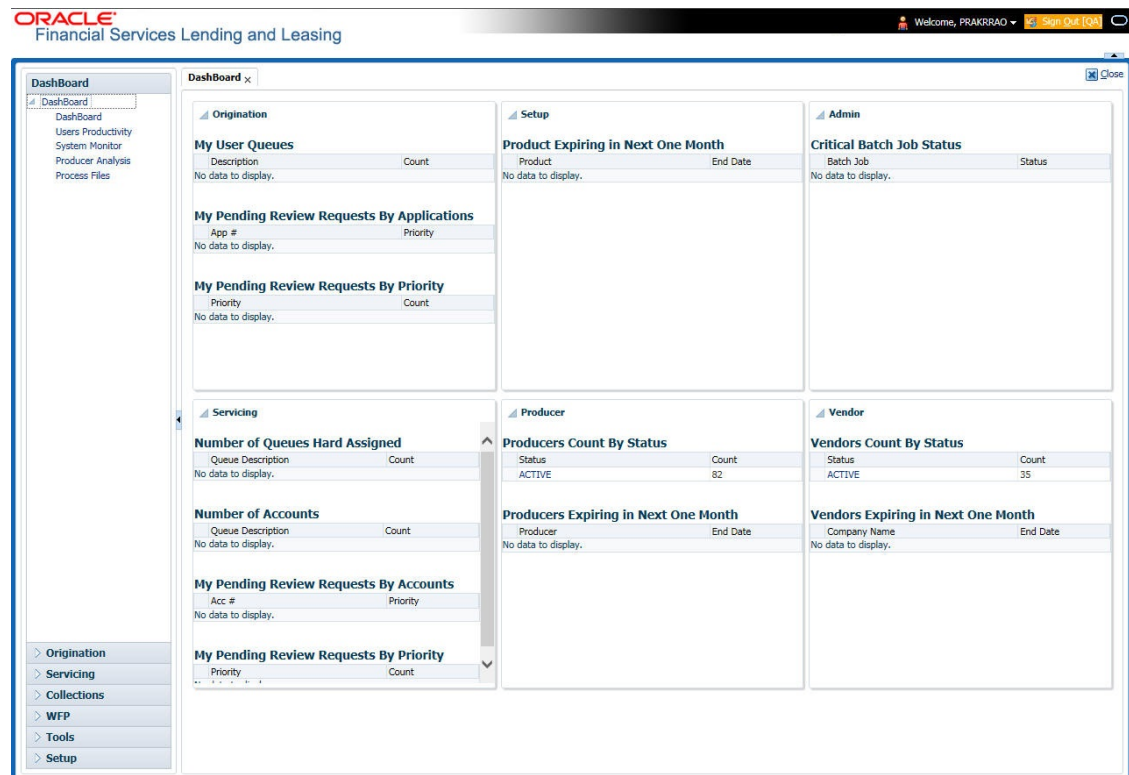 ORACLE
Financial Services Lending and Leasing
Welcome, PRAKRRAO
Sign Out [QA]
DashBoard
DashBoard
DashBoard
Users Productivity
System Monitor
Producer Analysis
Process Files
Origination
Servicing
Collections
WFP
Tools
Setup
DashBoard x
Close
Origination
My User Queues
Description Count
No data to display.
My Pending Review Requests By Applications
App # Priority
No data to display.
My Pending Review Requests By Priority
Priority Count
No data to display.
Setup
Product Expiring in Next One Month
Product End Date
No data to display.
Admin
Critical Batch Job Status
Batch Job Status
No data to display.
Servicing
Number of Queues Hard Assigned
Queue Description Count
No data to display.
Number of Accounts
Queue Description Count
No data to display.
My Pending Review Requests By Accounts
Acc # Priority
No data to display.
My Pending Review Requests By Priority
Priority Count
Producer
Producers Count By Status
Status Count
ACTIVE 82
Producers Expiring in Next One Month
Producer End Date
No data to display.
Vendor
Vendors Count By Status
Status Count
ACTIVE 35
Vendors Expiring in Next One Month
Company Name End Date
No data to display.